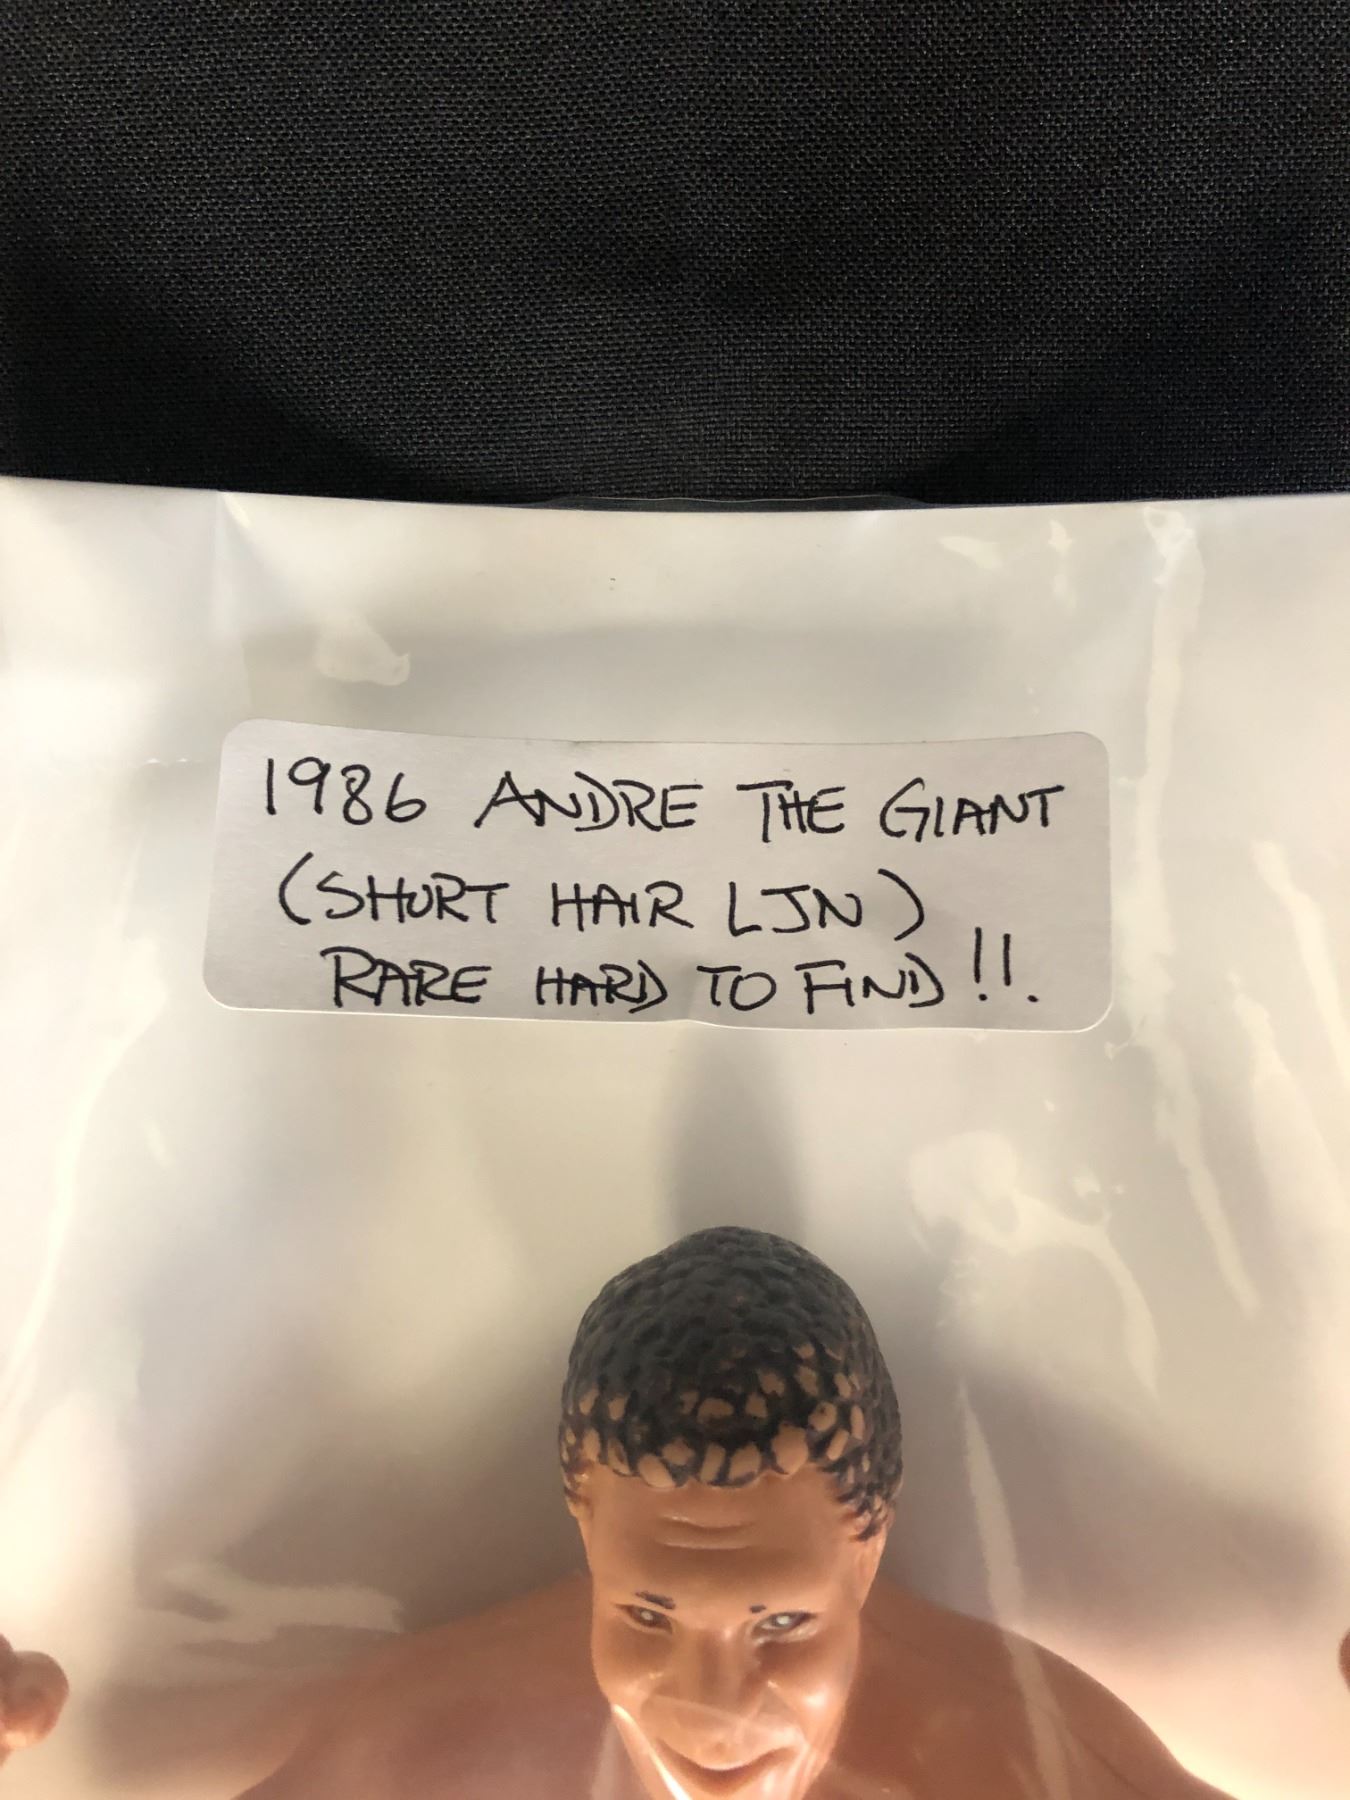 1986 ANDRE THE GIANT
(SHORT HAIR LJN)
RARE HARD TO FIND!!.